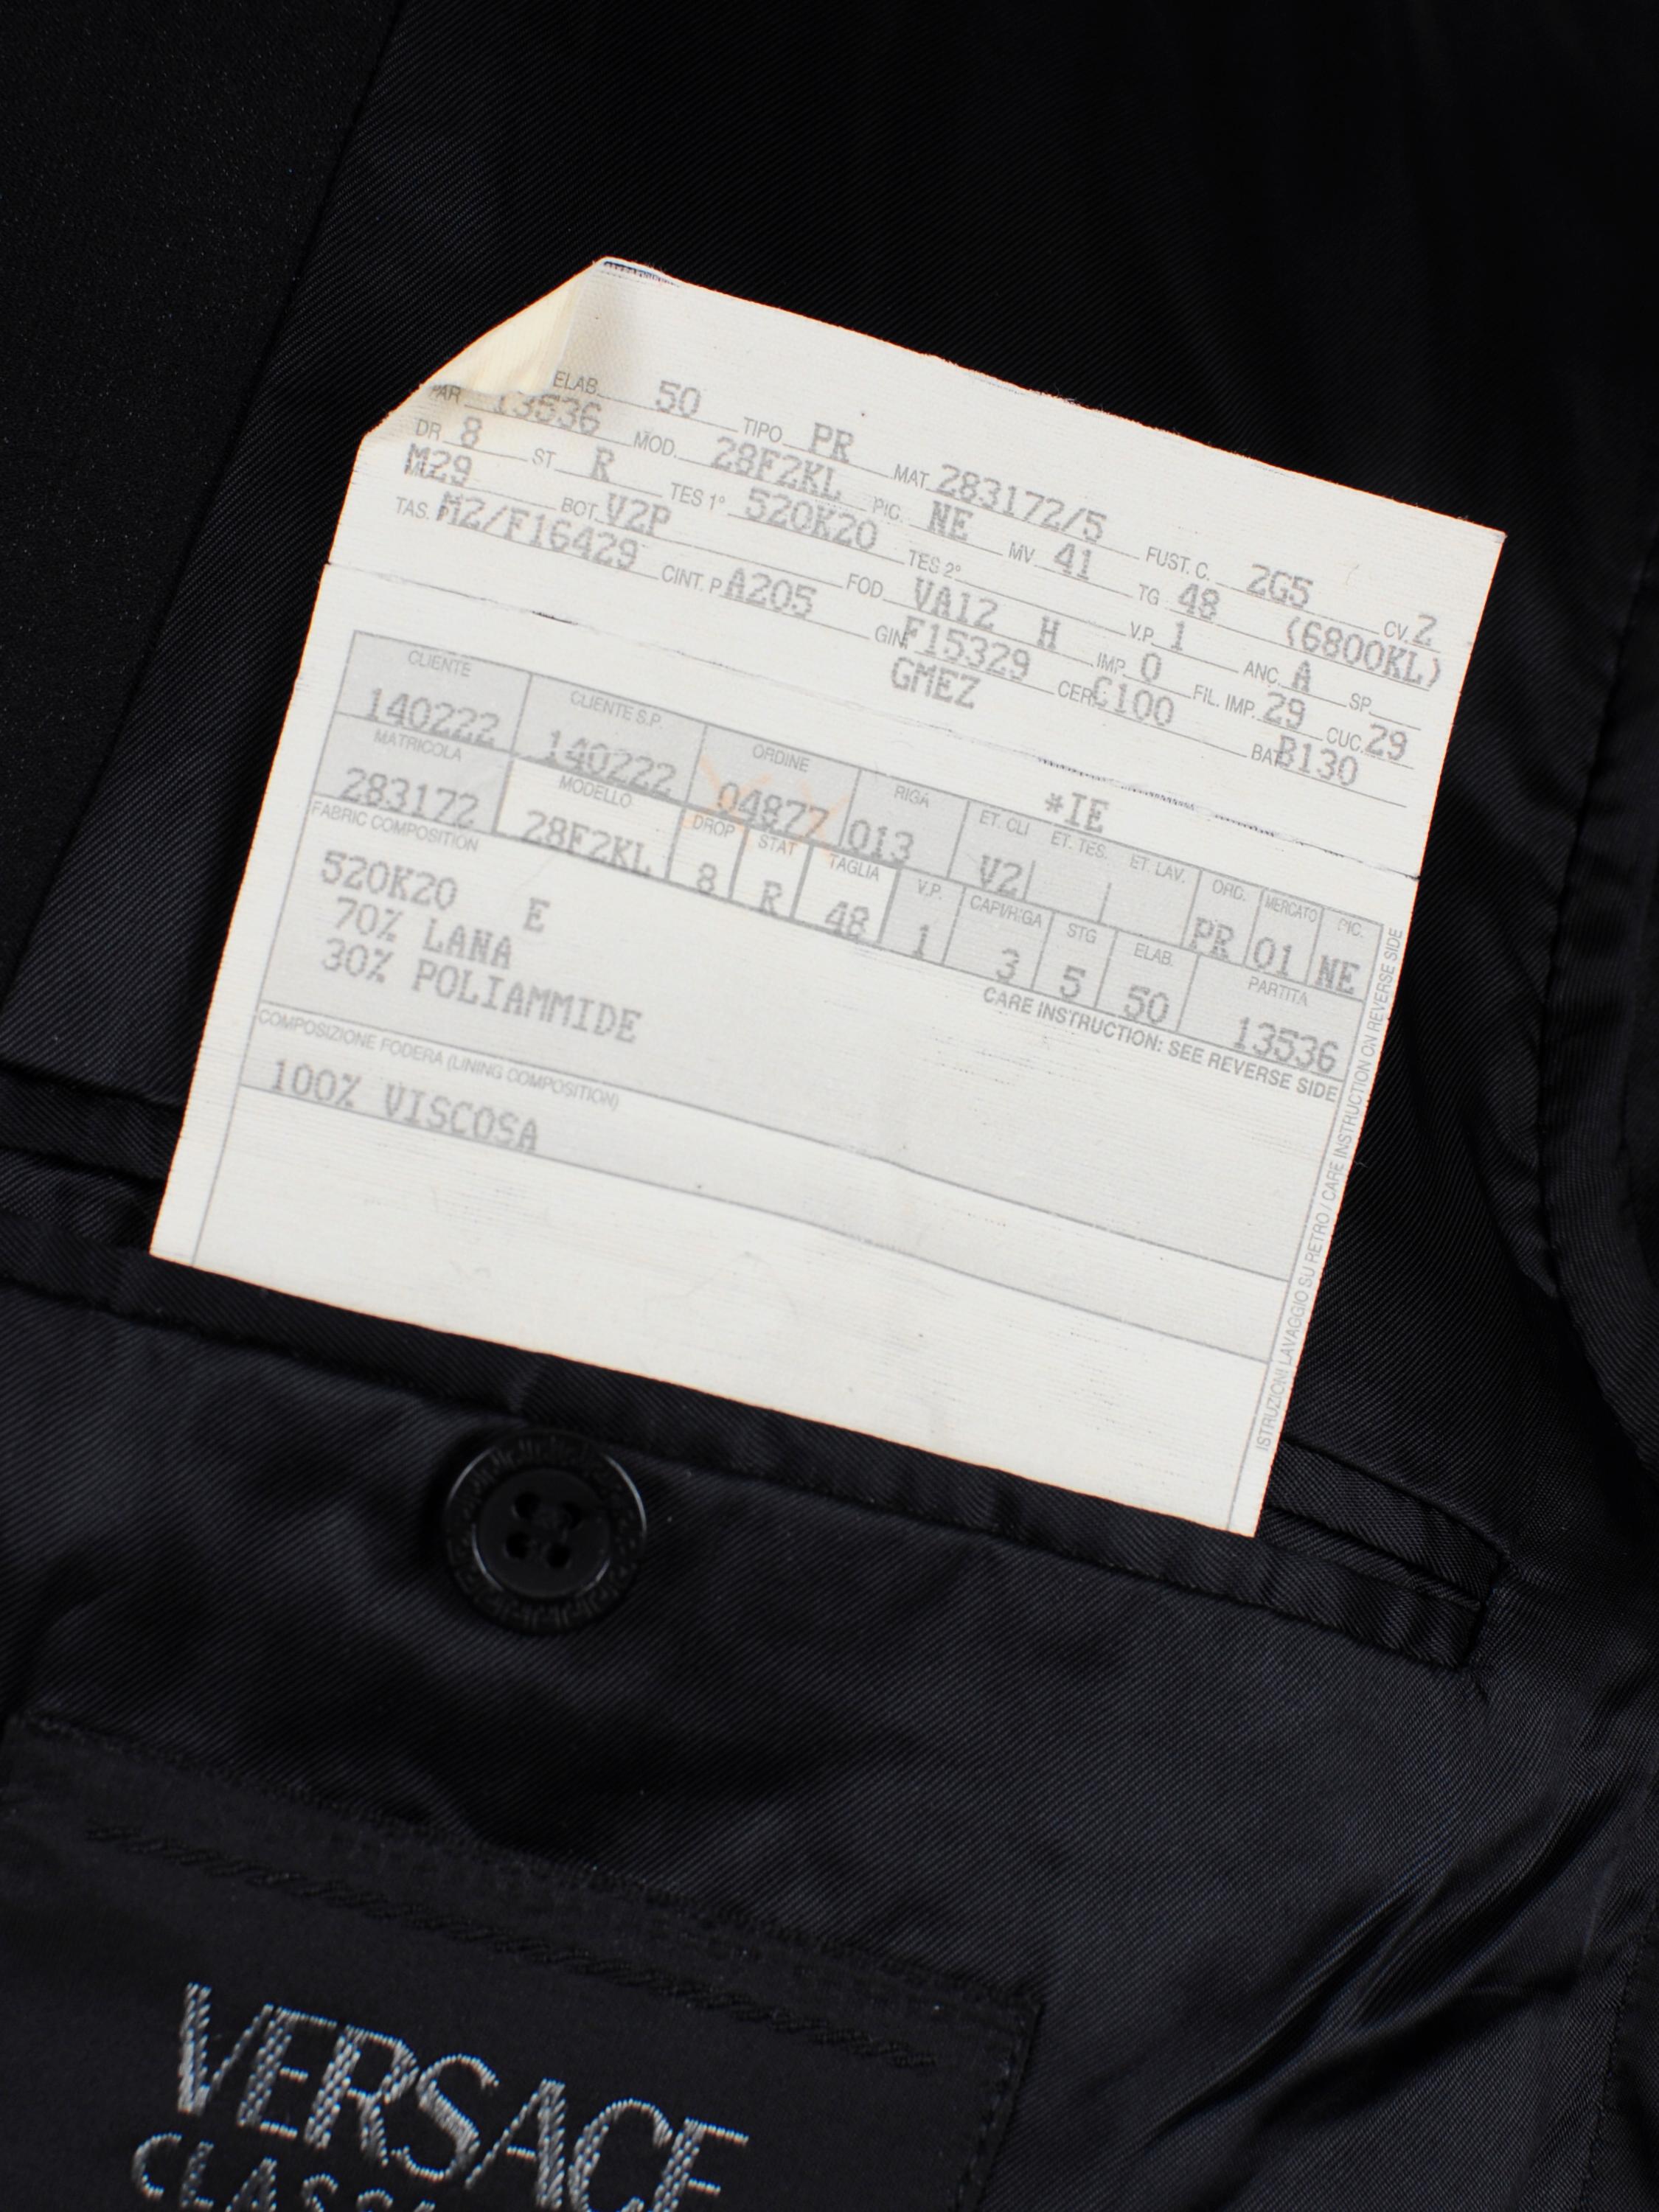 ELAB. 50 TIPO PR MAT 283172/5 FUST. C. 2G5 CV. Z
PAR 13536 MOD. 28F2KL PIC. NE MV 41 TG 48 (6800KL)
DR 8 ST R TES 1° 520K20 TES 2° V.P. 1 ANC. A SP
M29 BOT. V2P FOD. VA12 H IMP. 0 FIL. IMP. 29 CUC. 29
TAS. M2/F16429 CINT. P A205 GIN F15329 CER. C100 BAT B130
GMEZ
#IE
CLIENTE CLIENTE S.P. ORDINE RIGA ET. CLI ET. TES. ET. LAV. ORD. MERCATO PIC.
140222 140222 04877 013 V2 PR 01 NE
MATRICOLA MODELLO DROP STAT TAGLIA V.P. CAPI/RIGA STG ELAB. PARTITA
283172 28F2KL 8 R 48 1 3 5 50 13536
FABRIC COMPOSITION
CARE INSTRUCTION: SEE REVERSE SIDE
520K20 E
70% LANA
30% POLIAMMIDE
COMPOSIZIONE FODERA (LINING COMPOSITION)
100% VISCOSA
ISTRUZIONI LAVAGGIO SU RETRO / CARE INSTRUCTION ON REVERSE SIDE
VERSACE